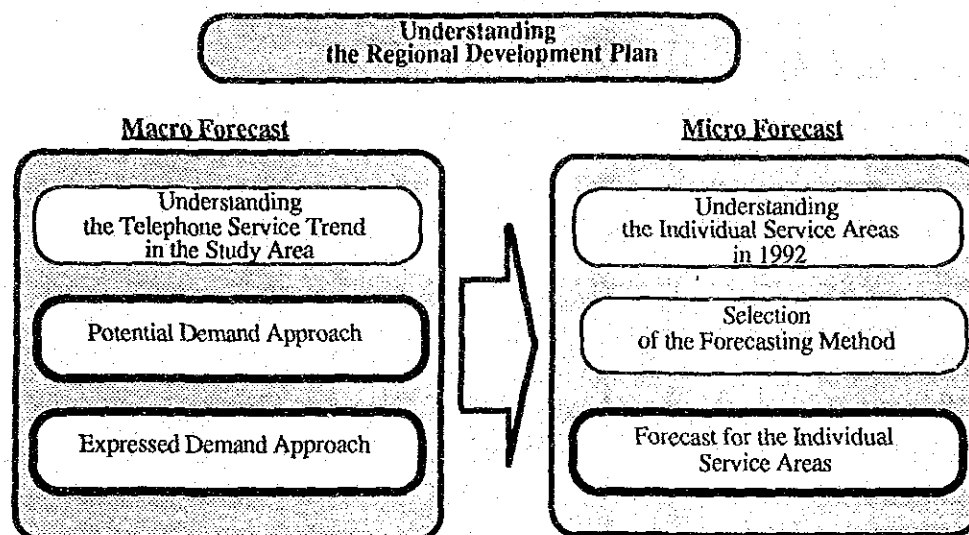 Understanding
the Regional Development Plan
Macro Forecast
Understanding
the Telephone Service Trend
in the Study Area
Potential Demand Approach
Expressed Demand Approach
Micro Forecast
Understanding
the Individual Service Areas
in 1992
Selection
of the Forecasting Method
Forecast for the Individual
Service Areas